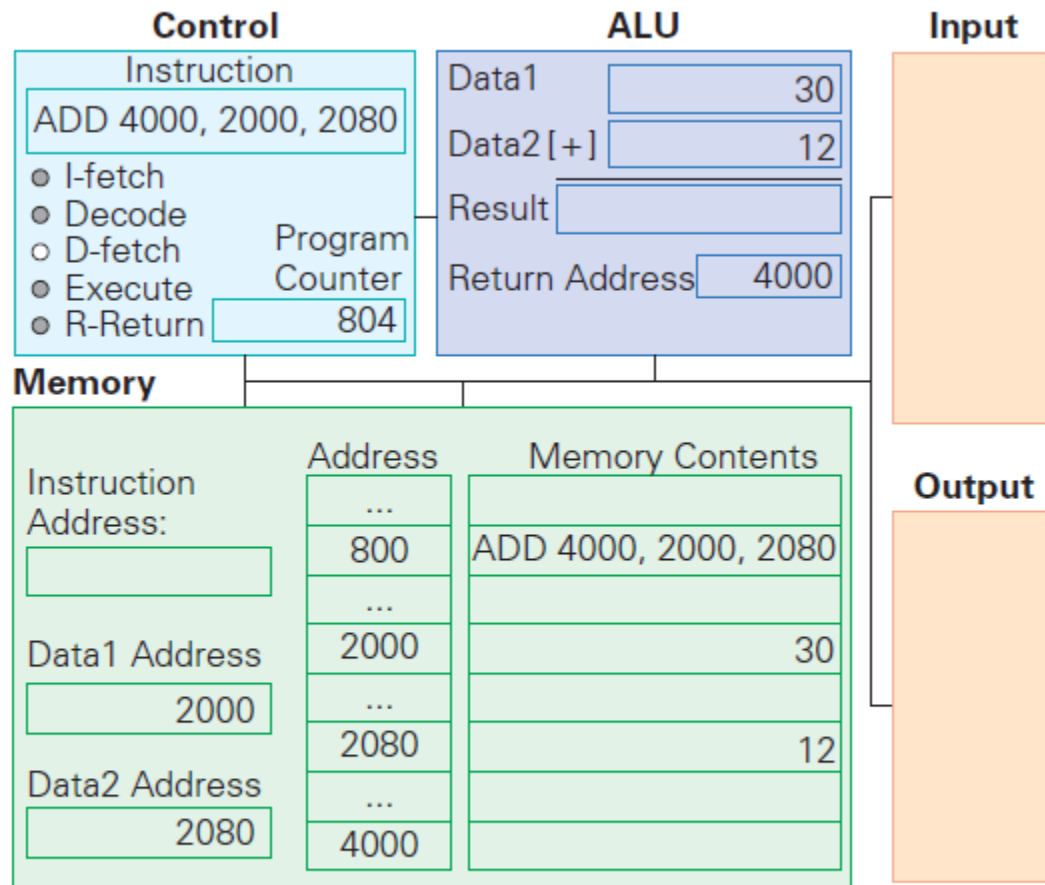 Control
Instruction
ADD 4000, 2000, 2080
I-fetch
Decode
D-fetch
Execute
R-Return
Program
Counter
804
ALU
Data1 30
Data2 [+] 12
Result
Return Address 4000
Input
Memory
Instruction
Address:
Data1 Address
2000
Data2 Address
2080
Address Memory Contents
...
800 ADD 4000, 2000, 2080
...
2000 30
...
2080 12
...
4000
Output